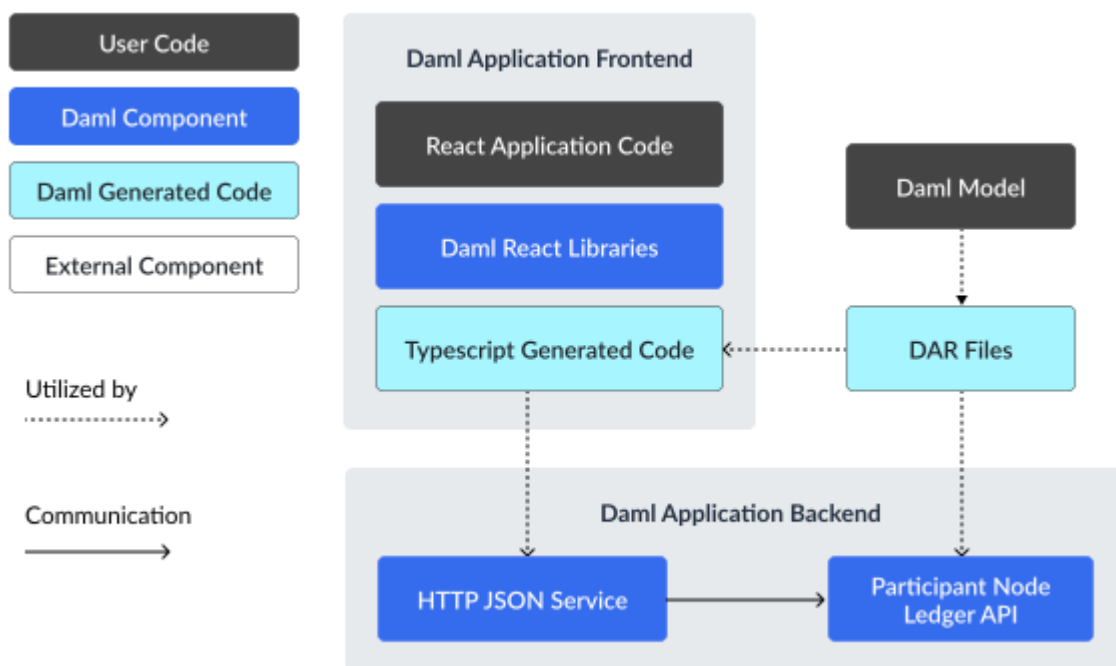 User Code
Daml Component
Daml Generated Code
External Component
Utilized by
Communication
Daml Application Frontend
React Application Code
Daml React Libraries
Typescript Generated Code
Daml Model
DAR Files
Daml Application Backend
HTTP JSON Service
Participant Node
Ledger API